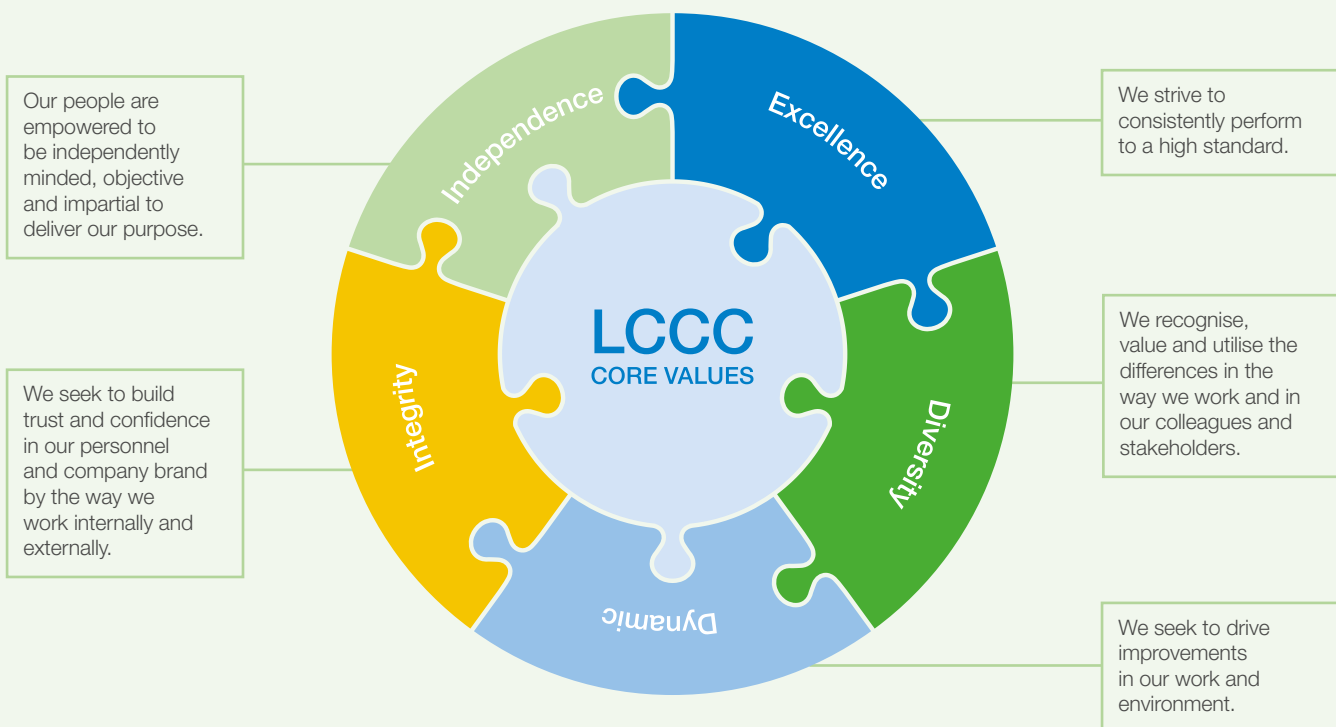 Our people are
empowered to
be independently
minded, objective
and impartial to
deliver our purpose.
Independence
Excellence
We strive to
consistently perform
to a high standard.
LCCC
CORE VALUES
We seek to build
trust and confidence
in our personnel
and company brand
by the way we
work internally and
externally.
Integrity
Diversity
We recognise,
value and utilise the
differences in the
way we work and in
our colleagues and
stakeholders.
Dynamic
We seek to drive
improvements
in our work and
environment.